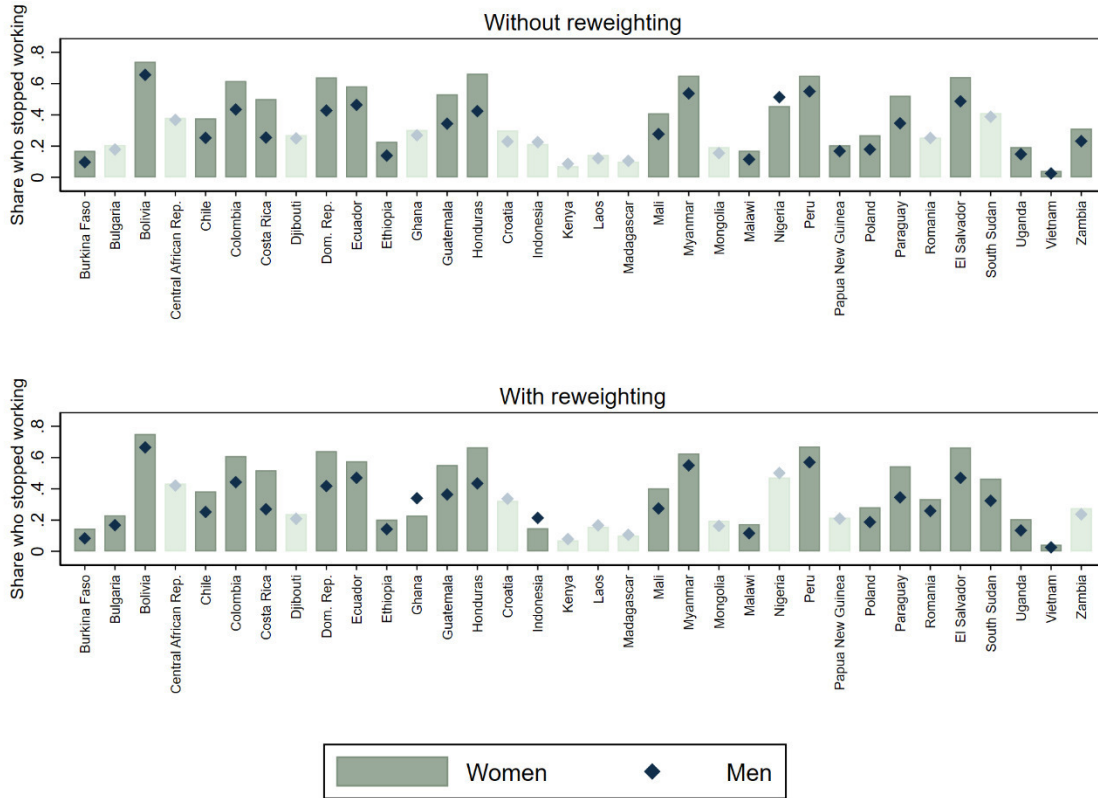 Without reweighting
Share who stopped working
.8
.6
.4
.2
0
Burkina Faso
Bulgaria
Bolivia
Central African Rep.
Chile
Colombia
Costa Rica
Djibouti
Dom. Rep.
Ecuador
Ethiopia
Ghana
Guatemala
Honduras
Croatia
Indonesia
Kenya
Laos
Madagascar
Mali
Myanmar
Mongolia
Malawi
Nigeria
Peru
Papua New Guinea
Poland
Paraguay
Romania
El Salvador
South Sudan
Uganda
Vietnam
Zambia
With reweighting
Share who stopped working
.8
.6
.4
.2
0
Burkina Faso
Bulgaria
Bolivia
Central African Rep.
Chile
Colombia
Costa Rica
Djibouti
Dom. Rep.
Ecuador
Ethiopia
Ghana
Guatemala
Honduras
Croatia
Indonesia
Kenya
Laos
Madagascar
Mali
Myanmar
Mongolia
Malawi
Nigeria
Peru
Papua New Guinea
Poland
Paraguay
Romania
El Salvador
South Sudan
Uganda
Vietnam
Zambia
Women
Men